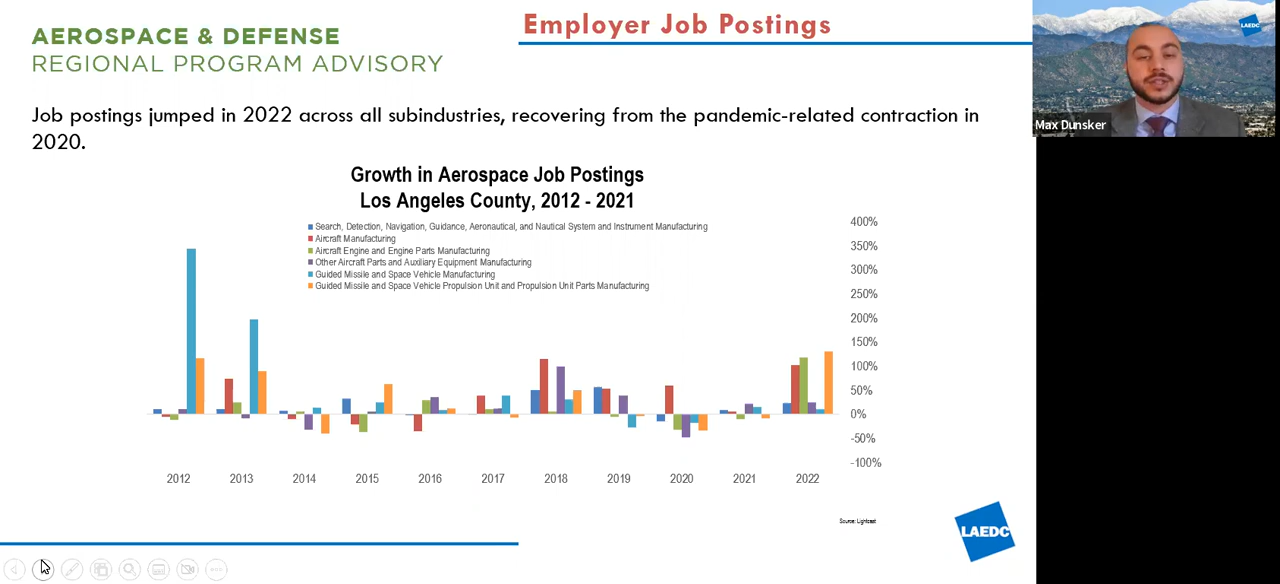 AEROSPACE & DEFENSE
REGIONAL PROGRAM ADVISORY
Employer Job Postings
LAEDC
Max Dunsker
Job postings jumped in 2022 across all subindustries, recovering from the pandemic-related contraction in
2020.
Growth in Aerospace Job Postings
Los Angeles County, 2012 - 2021
Search, Detection, Navigation, Guidance, Aeronautical, and Nautical System and Instrument Manufacturing
Aircraft Manufacturing
Aircraft Engine and Engine Parts Manufacturing
Other Aircraft Parts and Auxiliary Equipment Manufacturing
Guided Missile and Space Vehicle Manufacturing
Guided Missile and Space Vehicle Propulsion Unit and Propulsion Unit Parts Manufacturing
400%
350%
300%
250%
200%
150%
100%
50%
0%
-50%
-100%
2012 2013 2014 2015 2016 2017 2018 2019 2020 2021 2022
Source: Lightcast
LAEDC